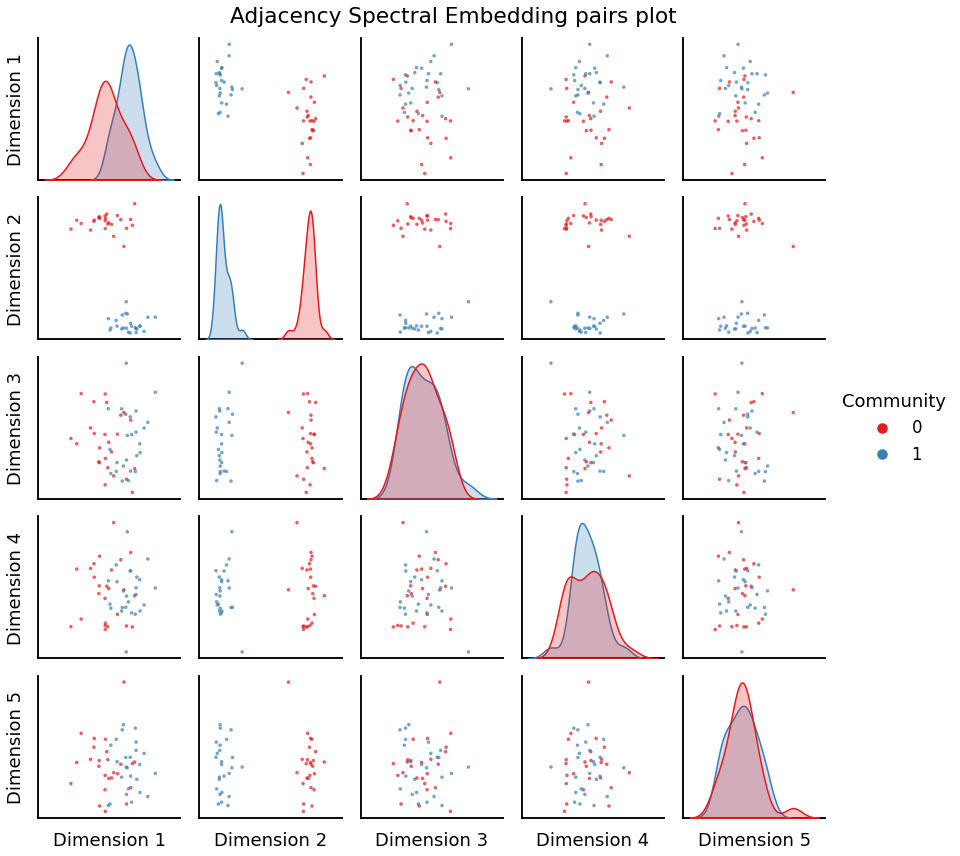 Adjacency Spectral Embedding pairs plot
Dimension 1
Dimension 2
Dimension 3
Dimension 4
Dimension 5
Community
0
1
Dimension 1
Dimension 2
Dimension 3
Dimension 4
Dimension 5